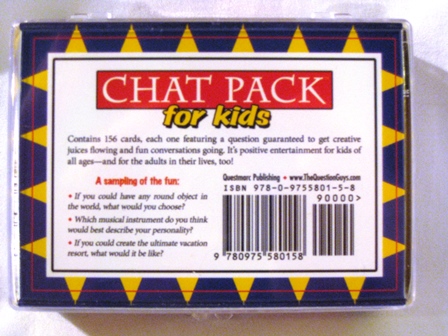 CHAT PACK
for kids
Contains 156 cards, each one featuring a question guaranteed to get creative
juices flowing and fun conversations going. It's positive entertainment for kids of
all ages—and for the adults in their lives, too!
A sampling of the fun:
• If you could have any round object in
the world, what would you choose?
• Which musical instrument do you think
would best describe your personality?
• If you could create the ultimate vacation
resort, what would it be like?
Questmarc Publishing • www.TheQuestionGuys.com
ISBN 978-0-9755801-5-8
90000>
9 780975 580158